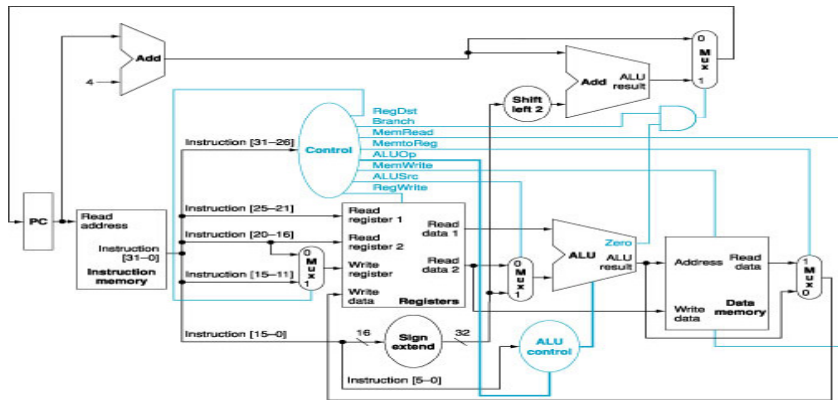 Add
4
0
M
u
x
1
Add
ALU
result
Shift
left 2
RegDst
Branch
MemRead
MemtoReg
ALUOp
MemWrite
ALUSrc
RegWrite
Control
Instruction [31–26]
Instruction [25–21]
Instruction [20–16]
Instruction [15–11]
Instruction [15–0]
Instruction [5–0]
PC
Read
address
Instruction
[31–0]
Instruction
memory
0
M
u
x
1
Read
register 1
Read
register 2
Write
register
Write
data
Read
data 1
Read
data 2
Registers
0
M
u
x
1
Zero
ALU
ALU
result
Address
Read
data
Write
data
Data
memory
1
M
u
x
0
16
Sign
extend
32
ALU
control